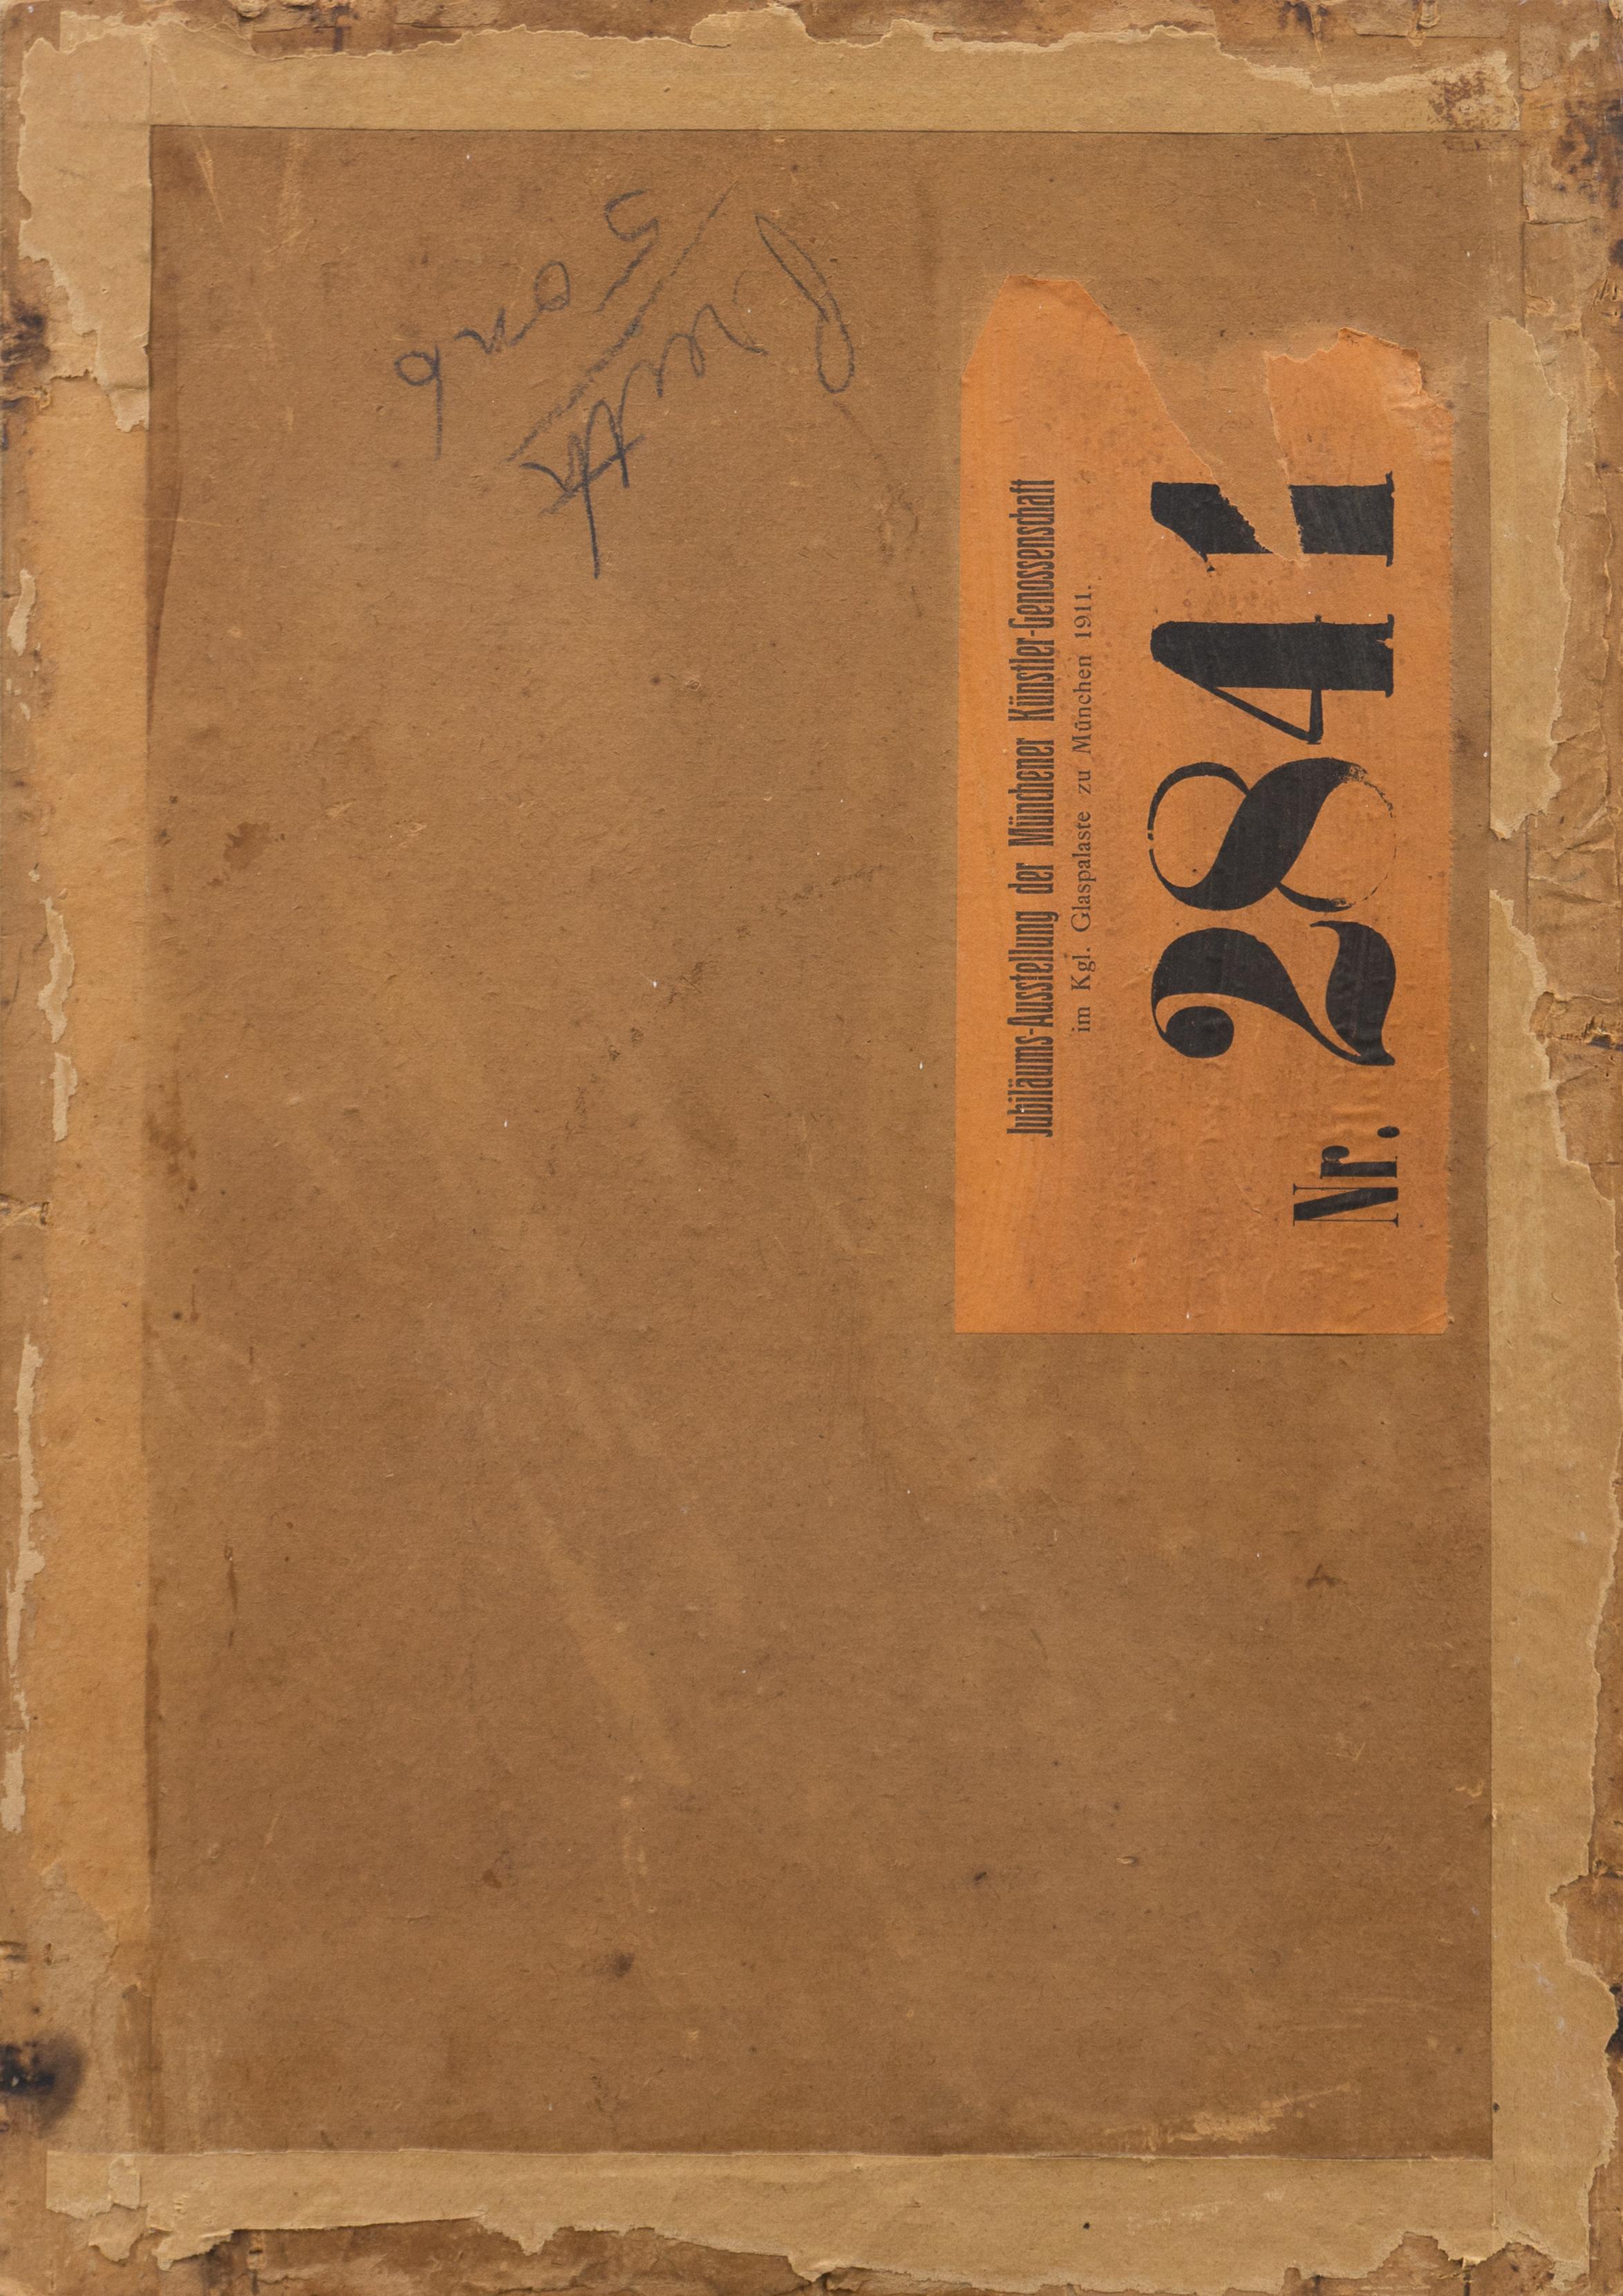 Jubiläums-Ausstellung der Münchener Künstler-Genossenschaft
im Kgl. Glaspalaste zu München 1911.
Nr. 2841